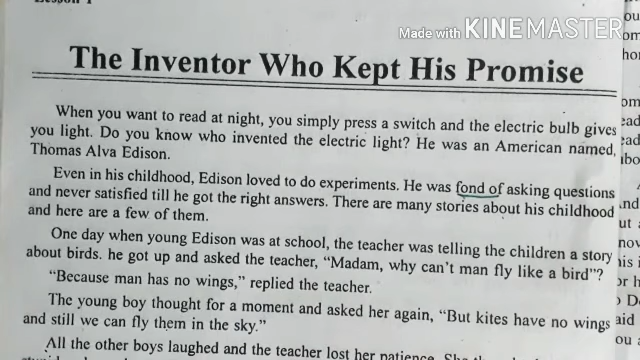 Lesson 1
Made with KINEMASTER
The Inventor Who Kept His Promise
When you want to read at night, you simply press a switch and the electric bulb gives
you light. Do you know who invented the electric light? He was an American named,
Thomas Alva Edison.
Even in his childhood, Edison loved to do experiments. He was fond of asking questions
and never satisfied till he got the right answers. There are many stories about his childhood
and here are a few of them.
One day when young Edison was at school, the teacher was telling the children a story
about birds. he got up and asked the teacher, “Madam, why can't man fly like a bird”?
“Because man has no wings,” replied the teacher.
The young boy thought for a moment and asked her again, “But kites have no wings
and still we can fly them in the sky.”
All the other boys laughed and the teacher lost her patience.